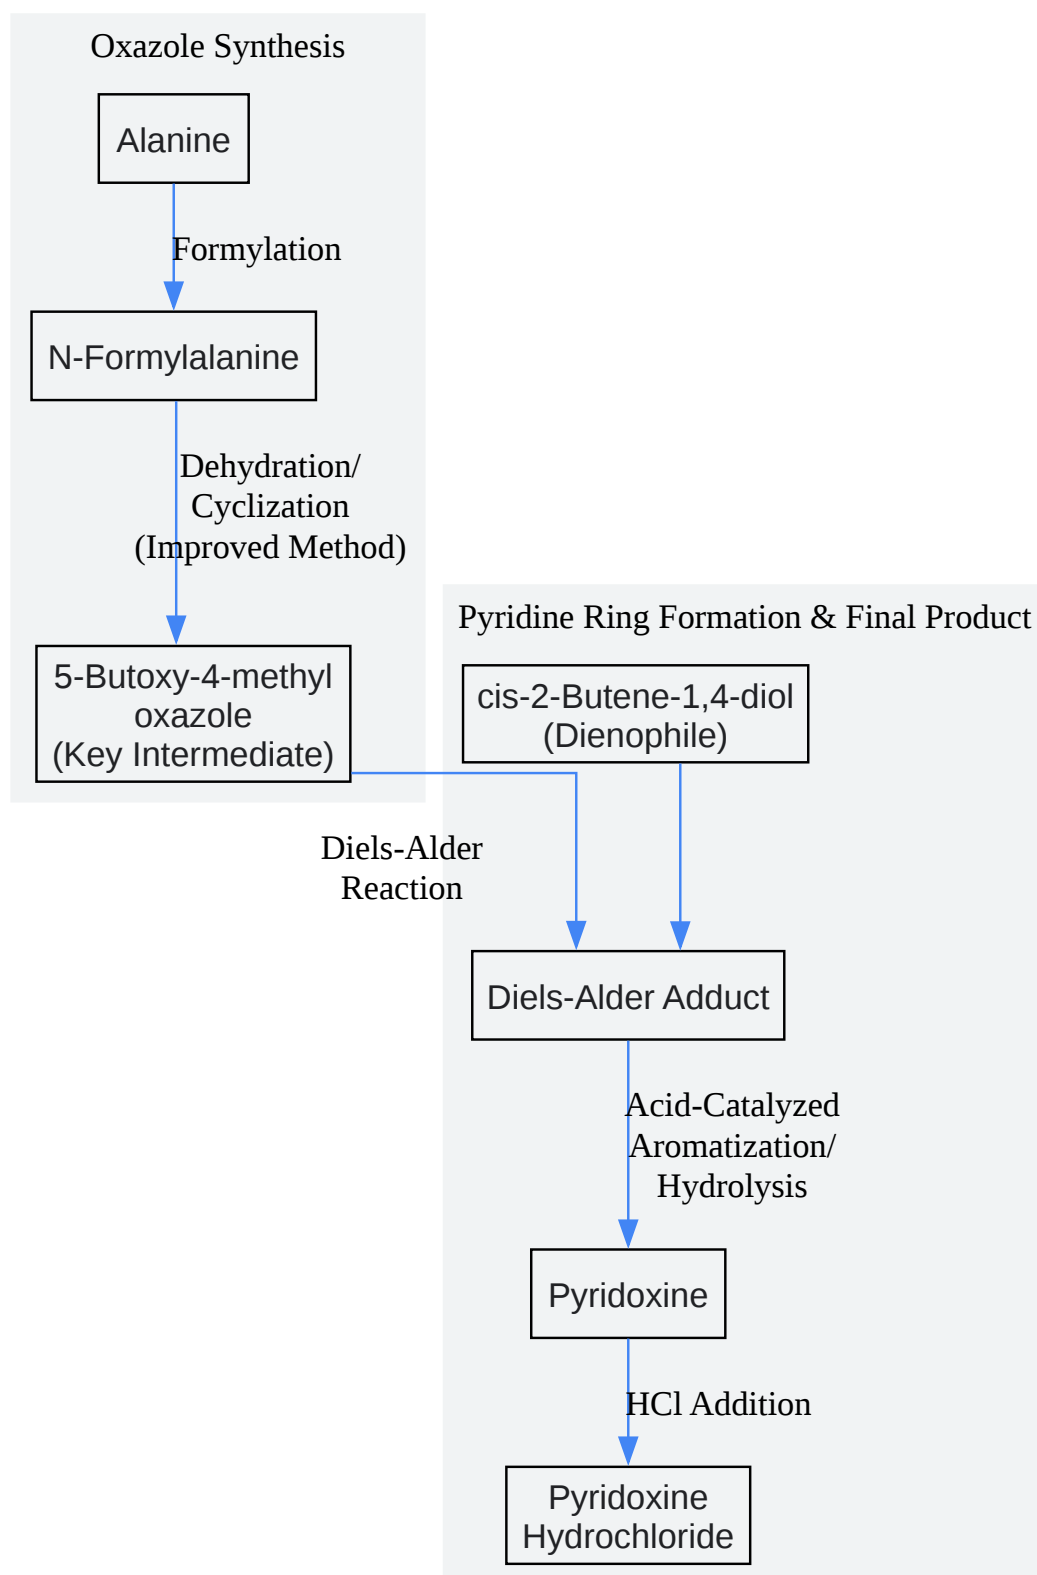 Oxazole Synthesis
Alanine
Formylation
N-Formylalanine
Dehydration/
Cyclization
(Improved Method)
5-Butoxy-4-methyl
oxazole
(Key Intermediate)
Pyridine Ring Formation & Final Product
cis-2-Butene-1,4-diol
(Dienophile)
Diels-Alder
Reaction
Diels-Alder Adduct
Acid-Catalyzed
Aromatization/
Hydrolysis
Pyridoxine
HCl Addition
Pyridoxine
Hydrochloride